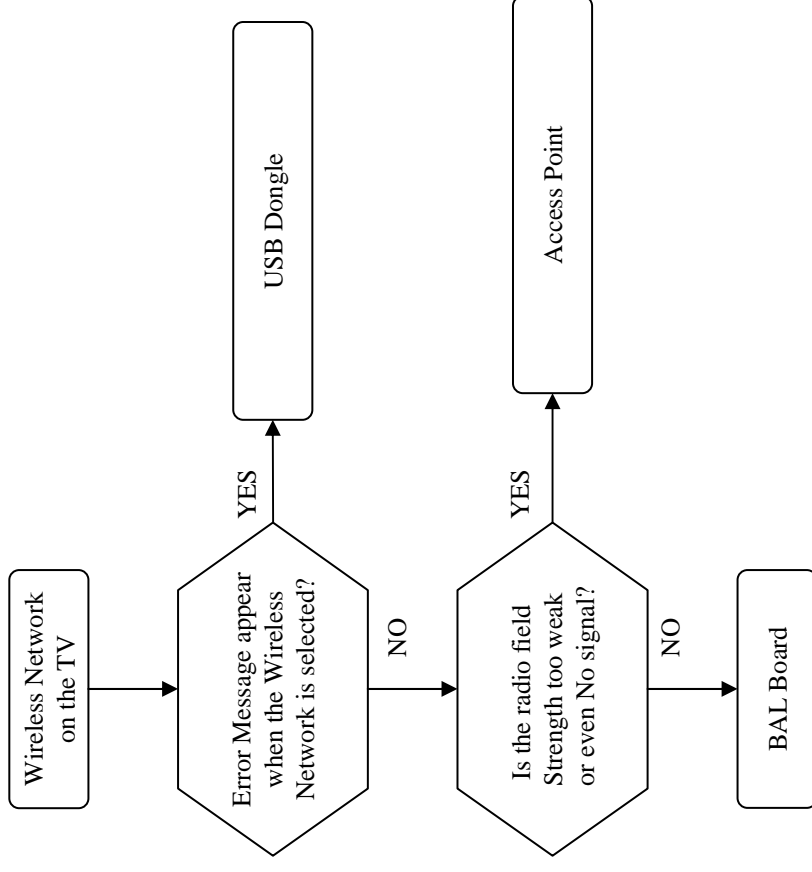 Wireless Network
on the TV
Error Message appear
when the Wireless
Network is selected?
YES
USB Dongle
NO
Is the radio field
Strength too weak
or even No signal?
YES
Access Point
NO
BAL Board